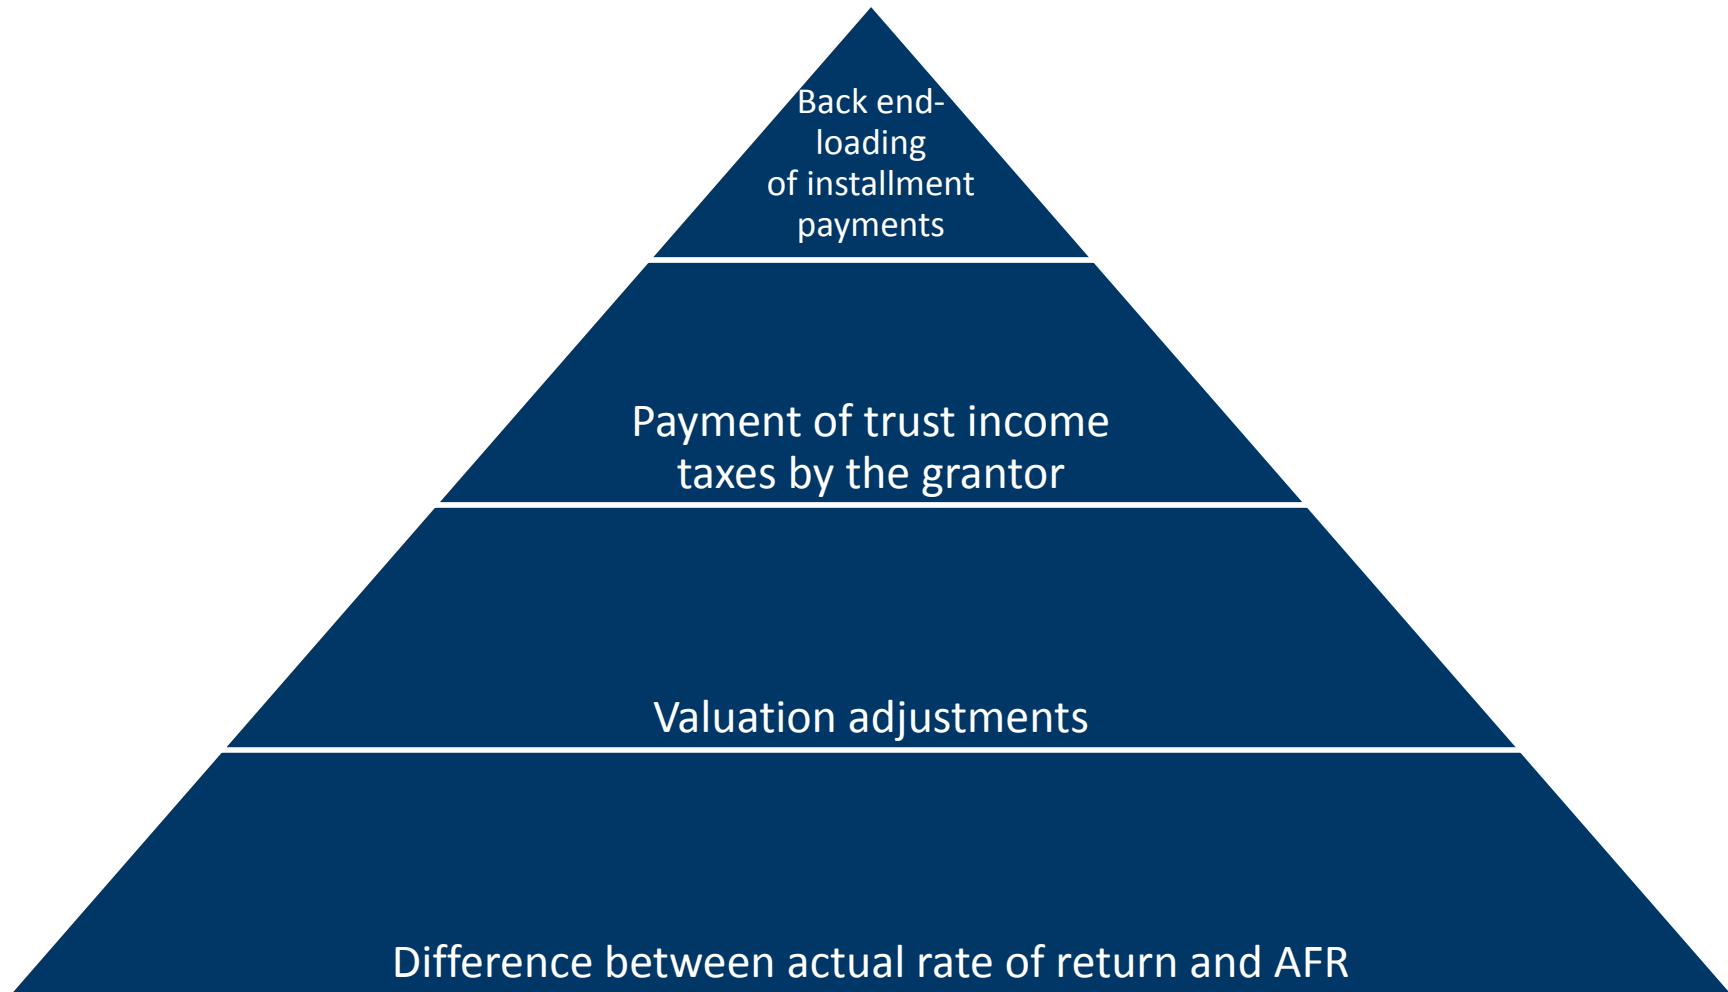 Back end-
loading
of installment
payments
Payment of trust income
taxes by the grantor
Valuation adjustments
Difference between actual rate of return and AFR